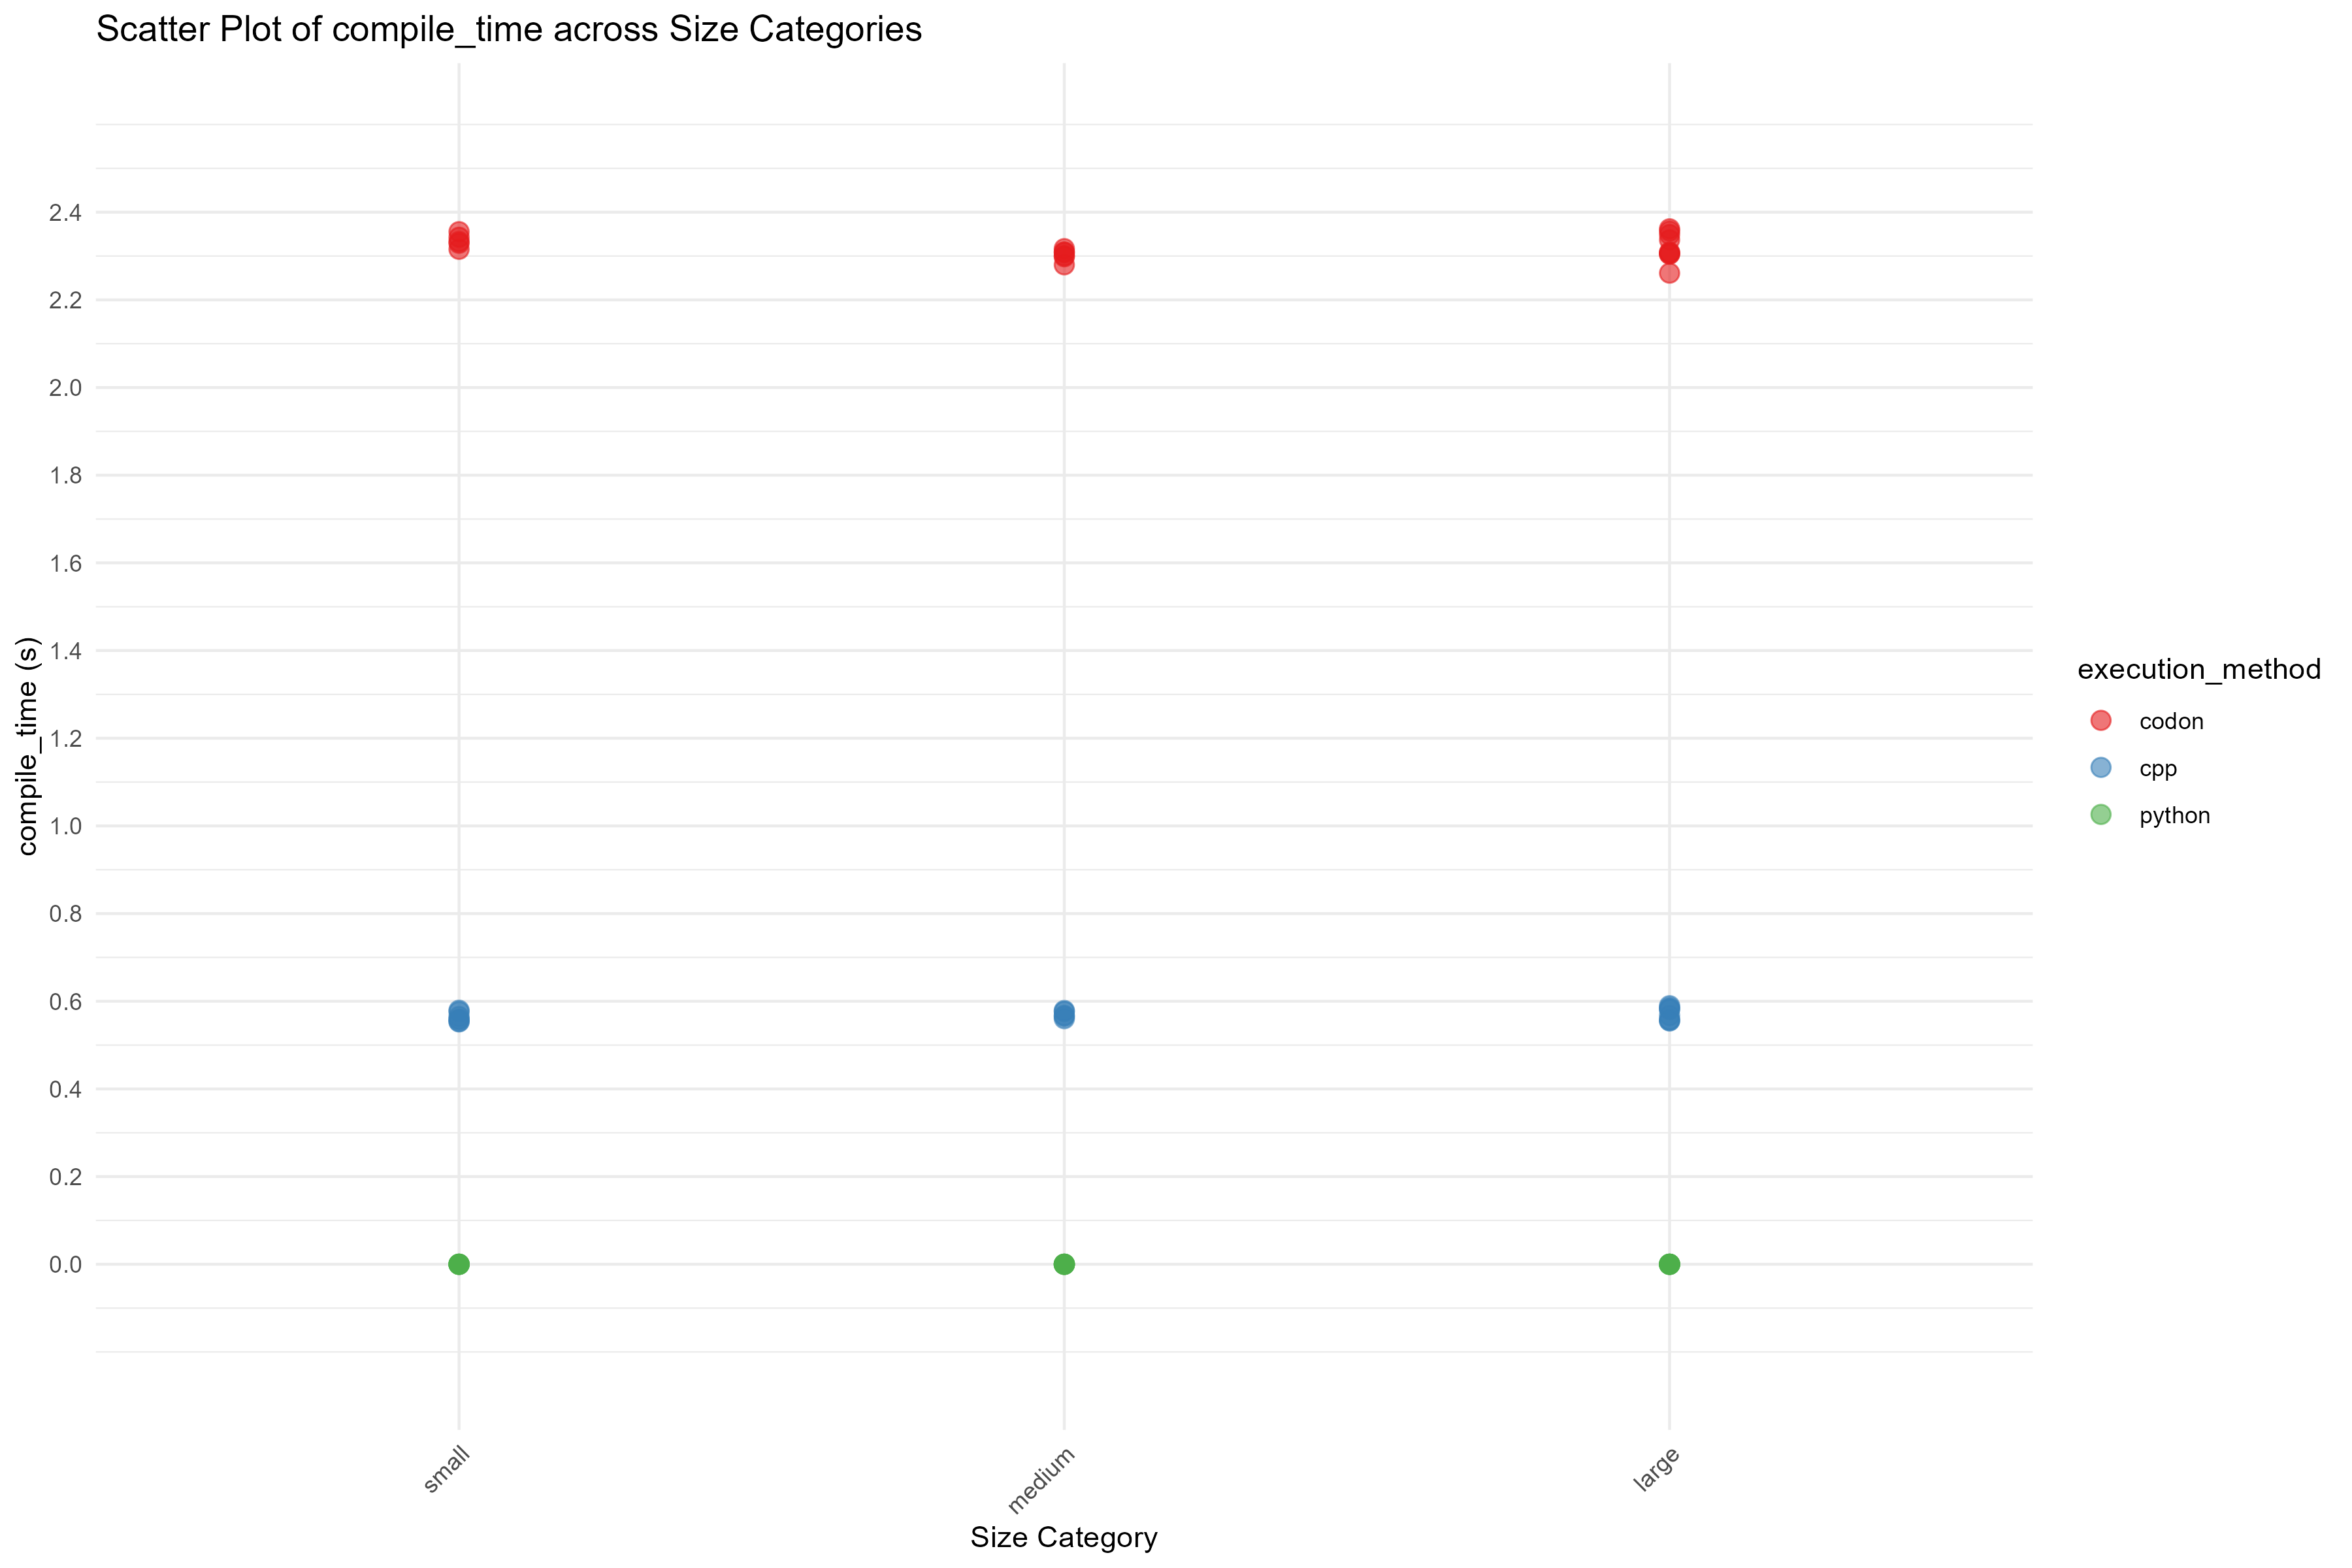 Scatter Plot of compile_time across Size Categories
compile_time (s)
2.4
2.2
2.0
1.8
1.6
1.4
1.2
1.0
0.8
0.6
0.4
0.2
0.0
small
medium
large
Size Category
execution_method
codon
cpp
python